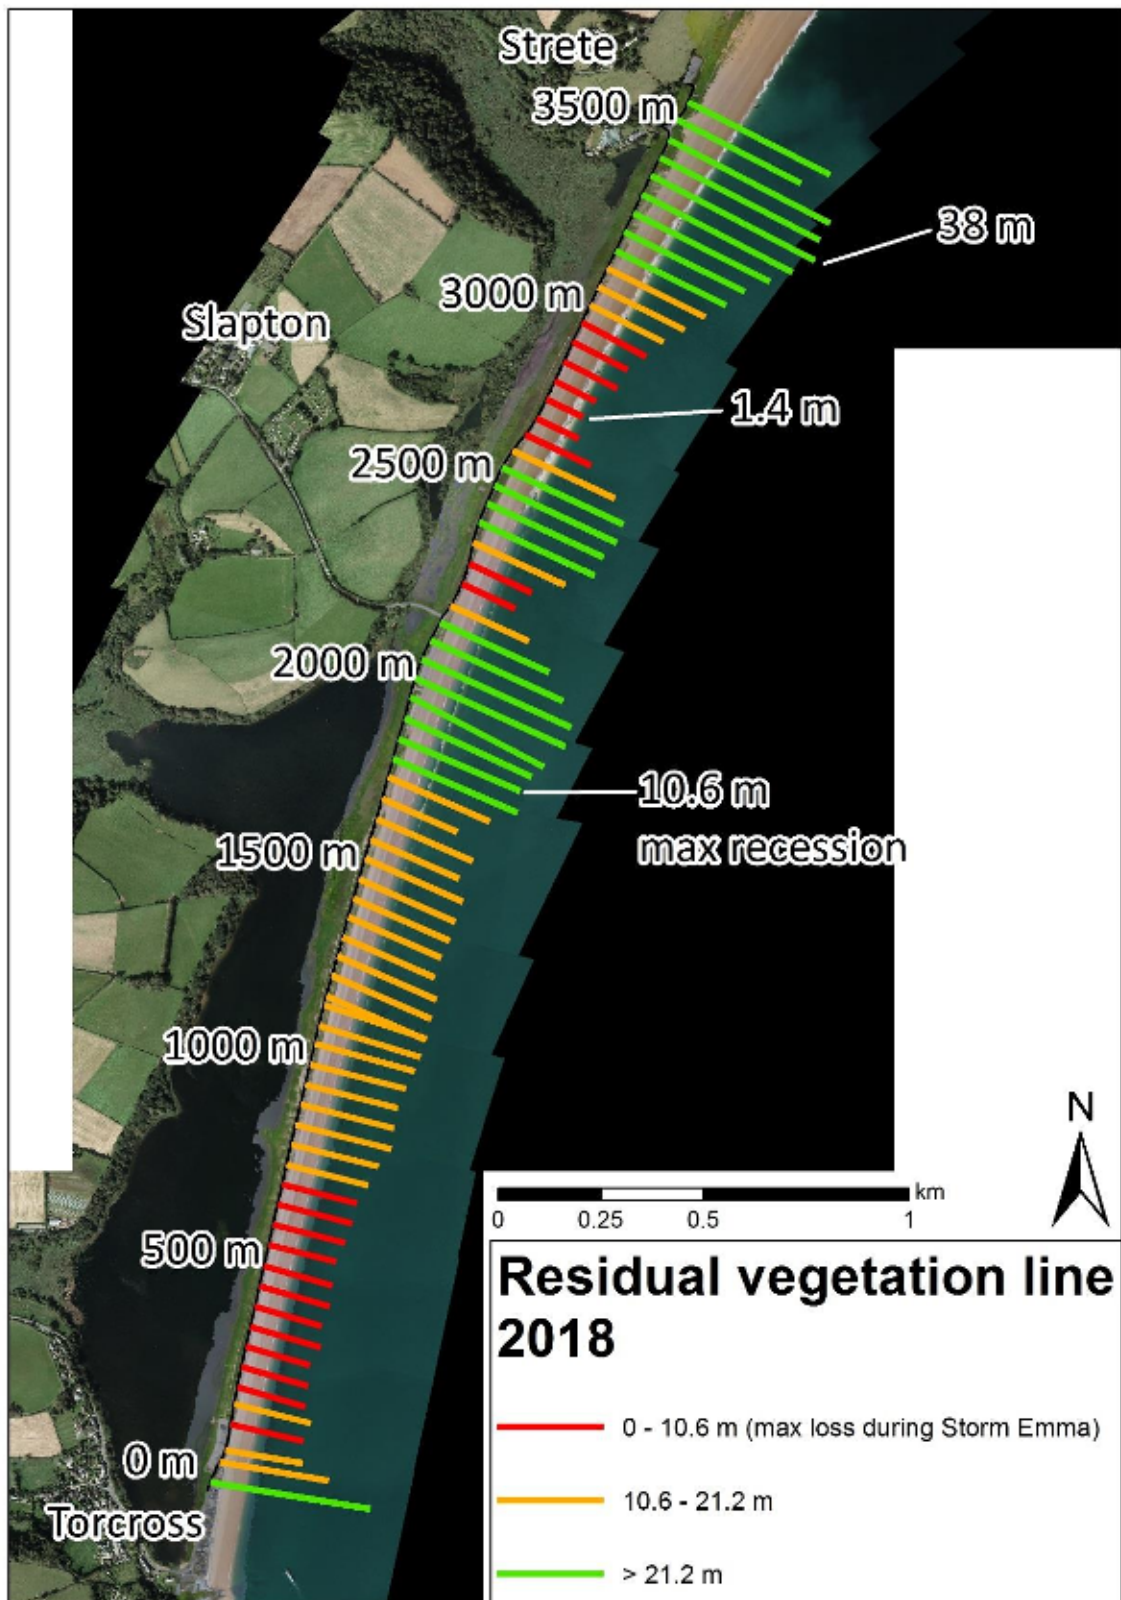 Strete
3500 m
38 m
3000 m
Slapton
1.4 m
2500 m
2000 m
10.6 m
max recession
1500 m
1000 m
N
km
0 0.25 0.5 1
500 m
Residual vegetation line
2018
0 - 10.6 m (max loss during Storm Emma)
0 m
10.6 - 21.2 m
Torcross
> 21.2 m